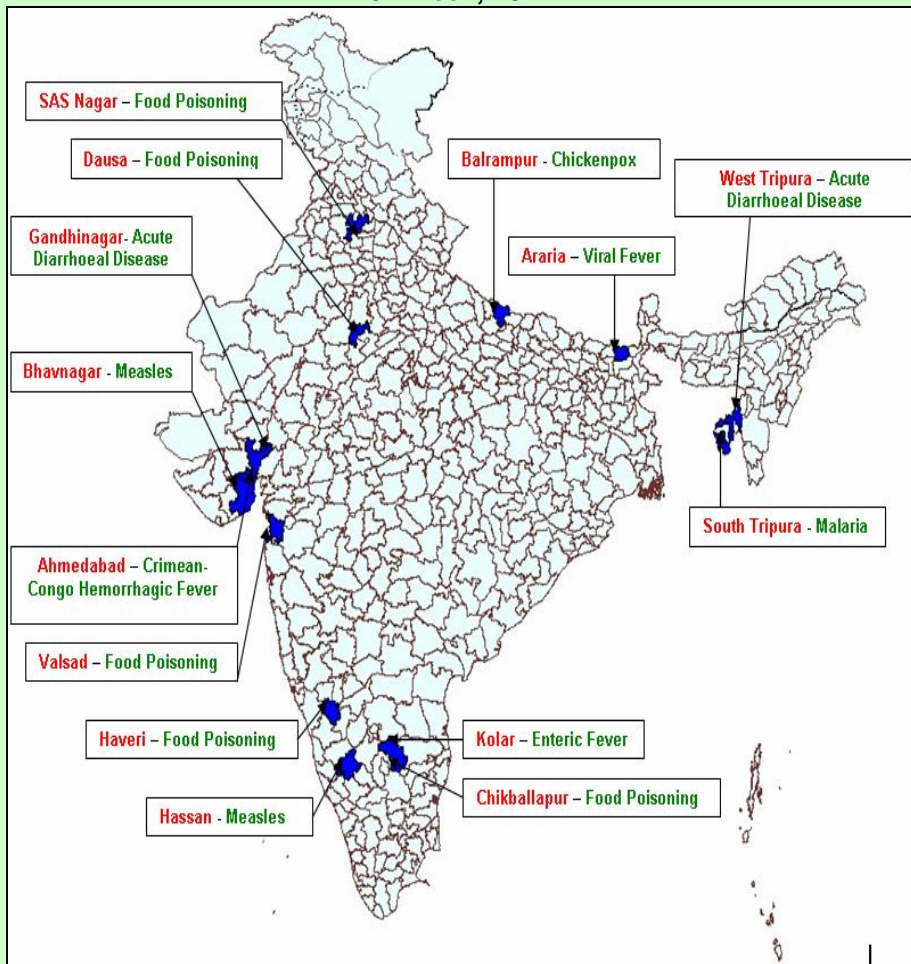 SAS Nagar – Food Poisoning
Dausa – Food Poisoning
Balrampur - Chickenpox
West Tripura – Acute
Diarrhoeal Disease
Gandhinagar- Acute
Diarrhoeal Disease
Araria – Viral Fever
Bhavnagar - Measles
South Tripura - Malaria
Ahmedabad – Crimean-
Congo Hemorrhagic Fever
Valsad – Food Poisoning
Haveri – Food Poisoning
Kolar – Enteric Fever
Chikballapur – Food Poisoning
Hassan - Measles